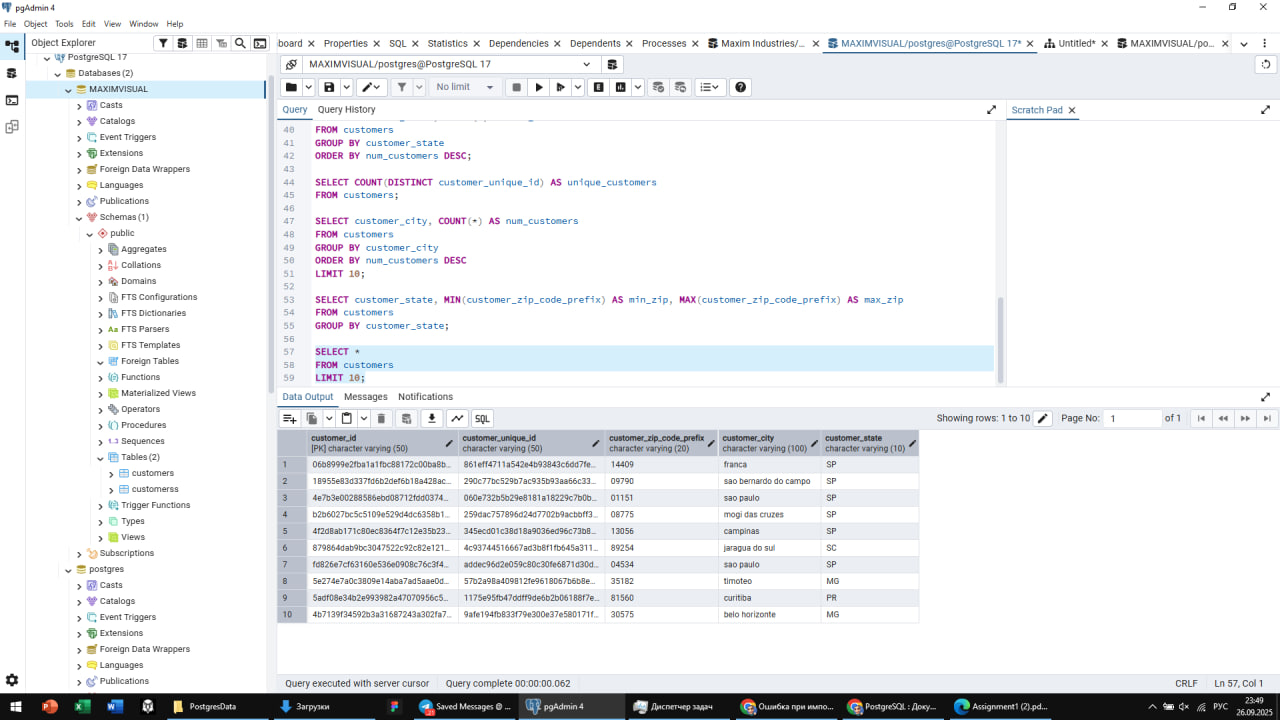 pgAdmin 4
File Object Tools Edit View Window Help
Object Explorer
board Properties SQL Statistics Dependencies Dependents Processes Maxim Industries/... MAXIMVISUAL/postgres@PostgreSQL 17* Untitled* MAXIMVISUAL/po...
PostgreSQL 17
Databases (2)
MAXIMVISUAL
Casts
Catalogs
Event Triggers
Extensions
Foreign Data Wrappers
Languages
Publications
Schemas (1)
public
Aggregates
Collations
Domains
FTS Configurations
FTS Dictionaries
Aa FTS Parsers
FTS Templates
Foreign Tables
Functions
Materialized Views
Operators
Procedures
1..3 Sequences
Tables (2)
customers
customerss
Trigger Functions
Types
Views
Subscriptions
postgres
Casts
Catalogs
Event Triggers
Extensions
Foreign Data Wrappers
Languages
Publications
MAXIMVISUAL/postgres@PostgreSQL 17
No limit
Query Query History
Scratch Pad
40 FROM customers
41 GROUP BY customer_state
42 ORDER BY num_customers DESC;
43
44 SELECT COUNT(DISTINCT customer_unique_id) AS unique_customers
45 FROM customers;
46
47 SELECT customer_city, COUNT(*) AS num_customers
48 FROM customers
49 GROUP BY customer_city
50 ORDER BY num_customers DESC
51 LIMIT 10;
52
53 SELECT customer_state, MIN(customer_zip_code_prefix) AS min_zip, MAX(customer_zip_code_prefix) AS max_zip
54 FROM customers
55 GROUP BY customer_state;
56
57 SELECT *
58 FROM customers
59 LIMIT 10;
Data Output Messages Notifications
SQL
Showing rows: 1 to 10 Page No: 1 of 1
customer_id customer_unique_id customer_zip_code_prefix customer_city customer_state
[PK] character varying (50) character varying (50) character varying (20) character varying (100) character varying (10)
1 06b8999e2fba1a1fbc88172c00ba8b... 861eff4711a542e4b93843c6dd7fe... 14409 franca SP
2 18955e83d337fd6b2def6b18a428ac... 290c77bc529b7ac935b93aa66c33... 09790 sao bernardo do campo SP
3 4e7b3e00288586ebd08712fdd0374... 060e732b5b29e8181a18229c7b0b... 01151 sao paulo SP
4 b2b6027bc5c5109e529d4dc6358b1... 259dac757896d24d7702b9acbbff3... 08775 mogi das cruzes SP
5 4f2d8ab171c80ec8364f7c12e35b23... 345ecd01c38d18a9036ed96c73b8... 13056 campinas SP
6 879864dab9bc3047522c92c82e121... 4c93744516667ad3b8f1fb645a311... 89254 jaragua do sul SC
7 fd826e7cf63160e536e0908c76c3f4... addec96d2e059c80c30fe6871d30d... 04534 sao paulo SP
8 5e274e7a0c3809e14aba7ad5aae0d... 57b2a98a409812fe9618067b6b8e... 35182 timoteo MG
9 5adf08e34b2e993982a47070956c5... 1175e95fb47ddff9de6b2b06188f7e... 81560 curitiba PR
10 4b7139f34592b3a31687243a302fa7... 9afe194fb833f79e300e37e580171f... 30575 belo horizonte MG
Query executed with server cursor Query complete 00:00:00.062 CRLF Ln 57, Col 1
PostgresData Загрузки Saved Messages @ ... pgAdmin 4 Диспетчер задач Ошибка при импо... PostgreSQL : Доку... Assignment1 (2).pd... РУС 23:49
26.09.2025